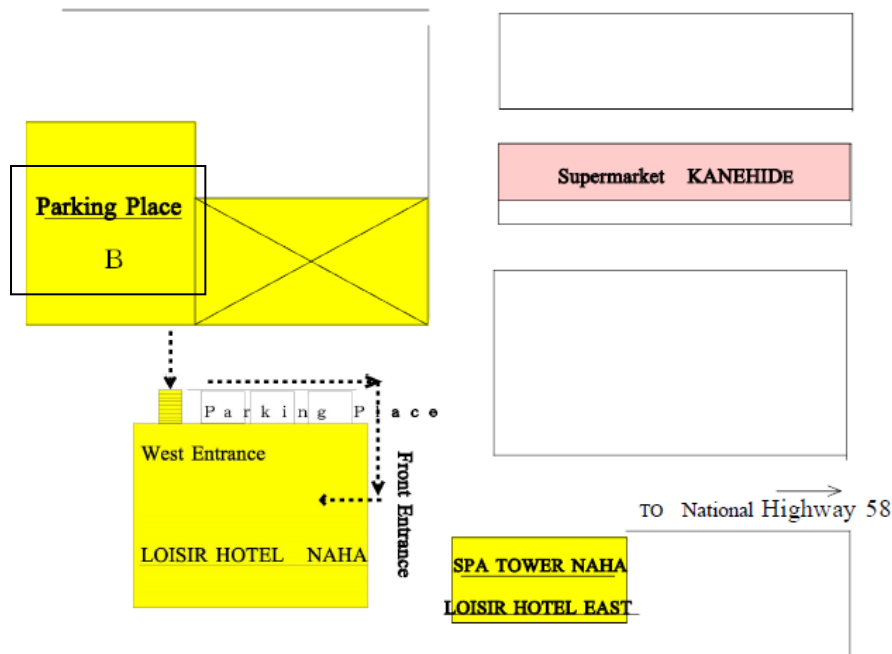 Supermarket KANEHIDE
Parking Place
B
Parking Place
West Entrance
Front Entrance
TO National Highway 58
LOISIR HOTEL NAHA
SPA TOWER NAHA
LOISIR HOTEL EAST